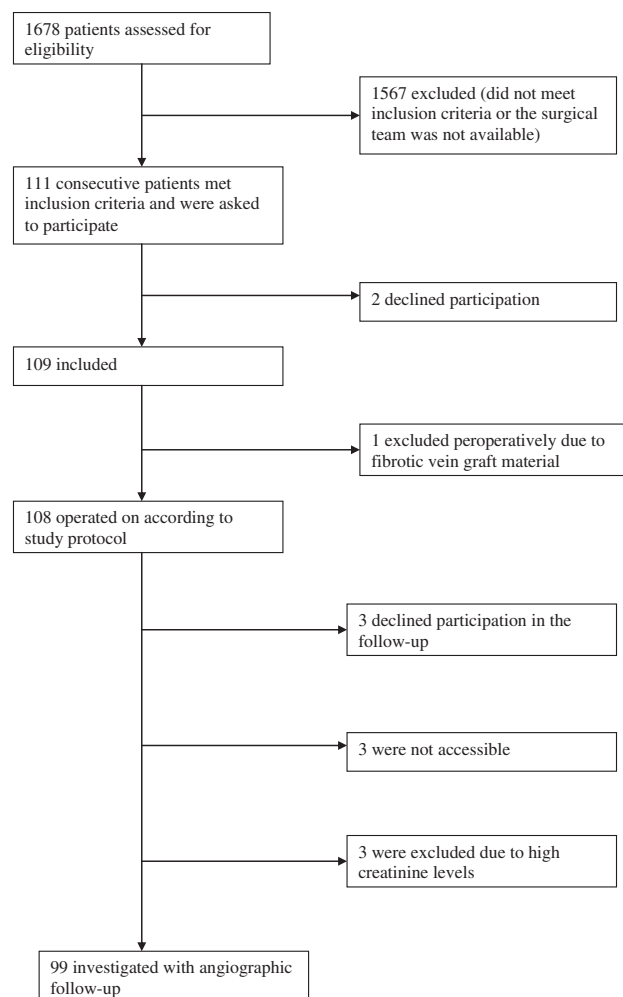 1678 patients assessed for
eligibility
1567 excluded (did not meet
inclusion criteria or the surgical
team was not available)
111 consecutive patients met
inclusion criteria and were asked
to participate
2 declined participation
109 included
1 excluded peroperatively due to
fibrotic vein graft material
108 operated on according to
study protocol
3 declined participation in the
follow-up
3 were not accessible
3 were excluded due to high
creatinine levels
99 investigated with angiographic
follow-up